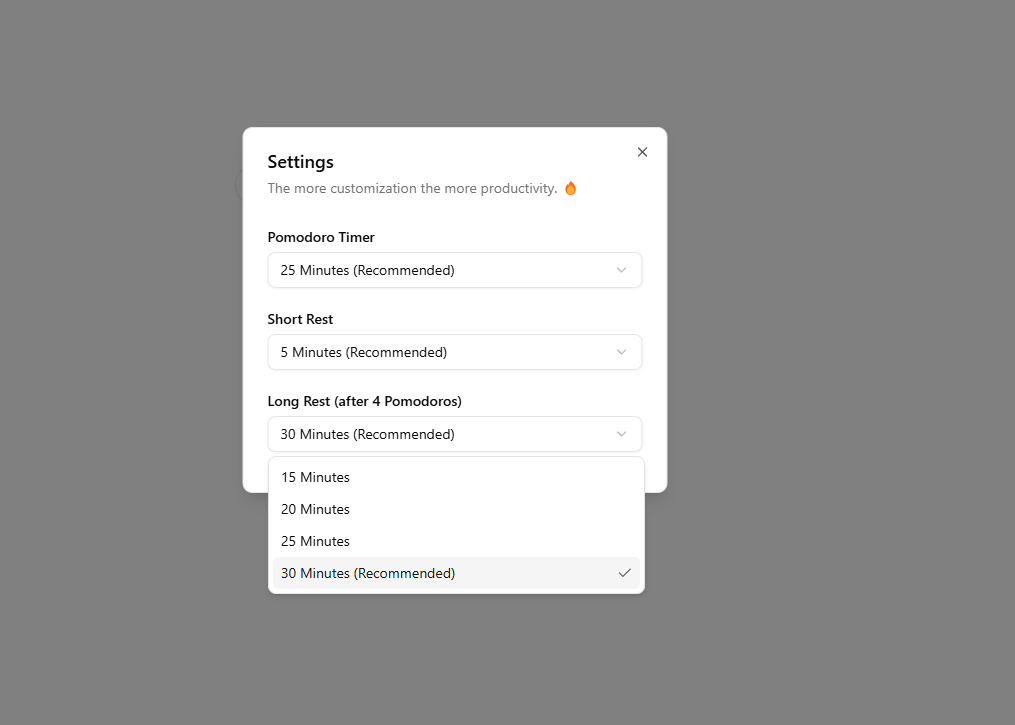 Settings
The more customization the more productivity. 🔥
Pomodoro Timer
25 Minutes (Recommended)
Short Rest
5 Minutes (Recommended)
Long Rest (after 4 Pomodoros)
30 Minutes (Recommended)
15 Minutes
20 Minutes
25 Minutes
30 Minutes (Recommended)